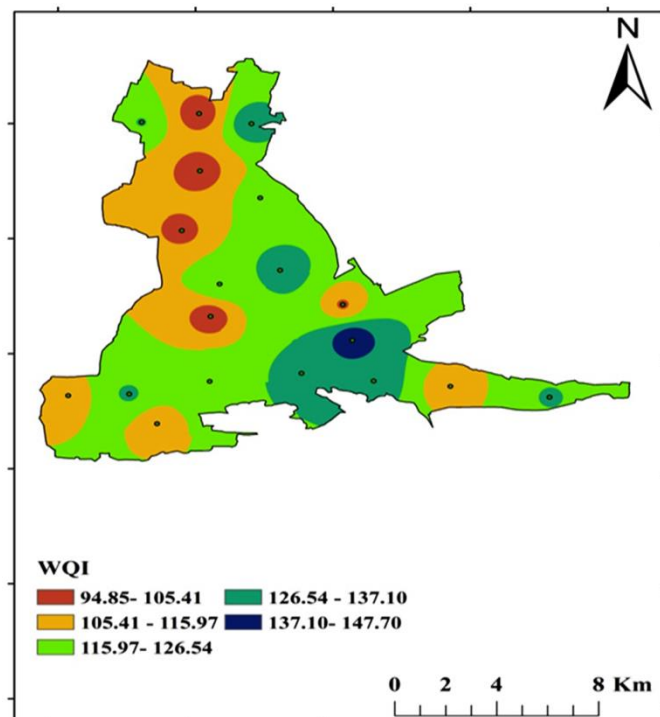 N
WQI
94.85- 105.41
105.41 - 115.97
115.97- 126.54
126.54 - 137.10
137.10- 147.70
0 2 4 8 Km